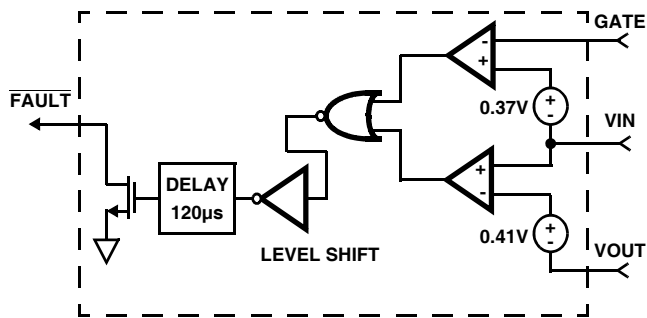 GATE
- 
+
FAULT
+
-
0.37V
VIN
+
-
DELAY
120µs
+
-
0.41V
LEVEL SHIFT
VOUT